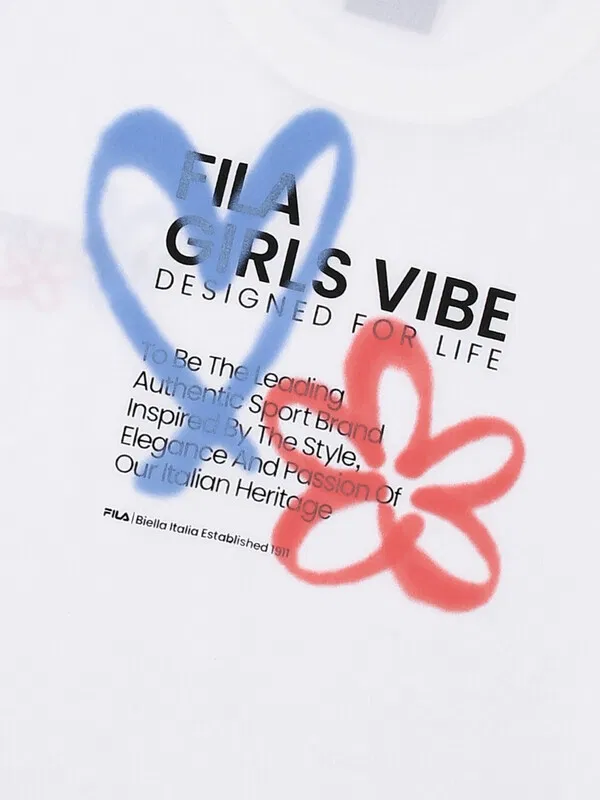 FILA
GIRLS VIBE
DESIGNED FOR LIFE
To Be The Leading
Authentic Sport Brand
Inspired By The Style,
Elegance And Passion Of
Our Italian Heritage
FILA | Biella Italia Established 1911